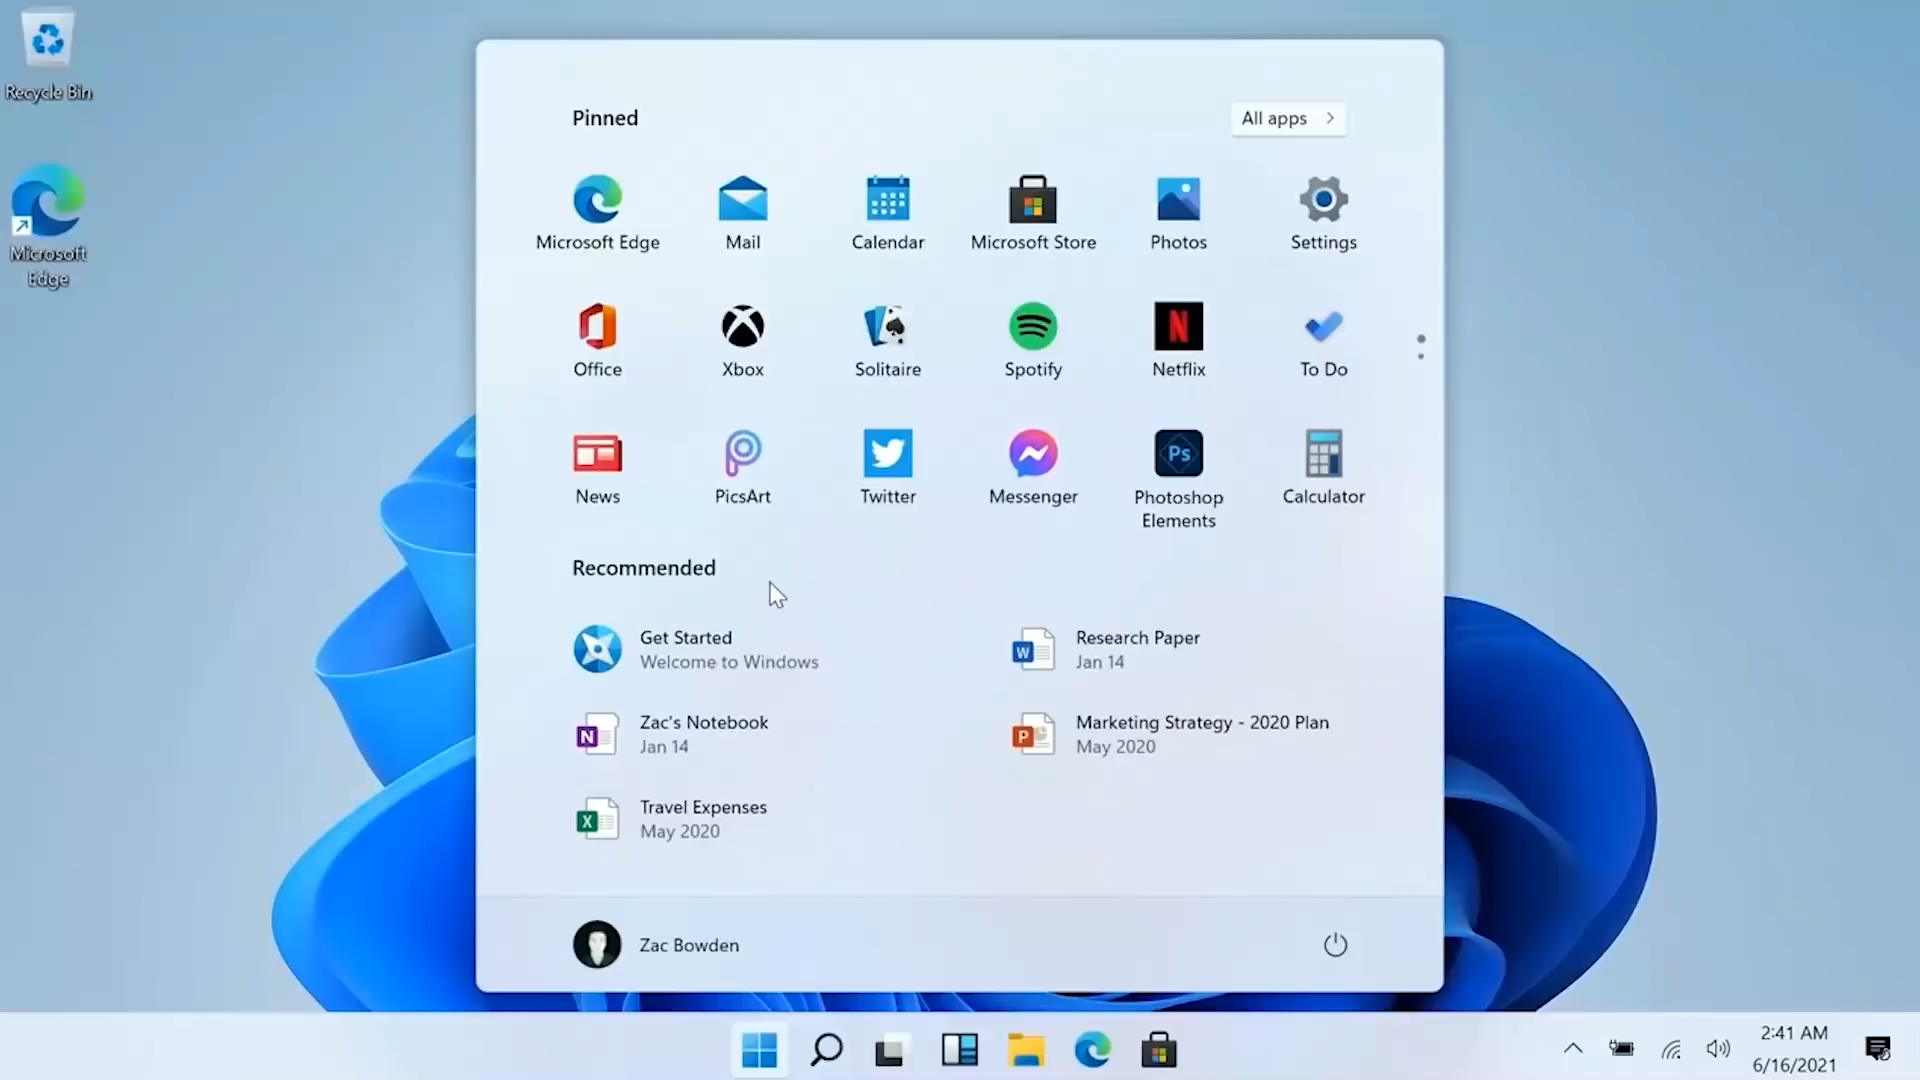 Recycle Bin
Microsoft
Edge
Pinned
All apps
Microsoft Edge
Mail
Calendar
Microsoft Store
Photos
Settings
Office
Xbox
Solitaire
Spotify
N
Netflix
To Do
News
PicsArt
Twitter
Messenger
Ps
Photoshop
Elements
Calculator
Recommended
Get Started
Welcome to Windows
W
Research Paper
Jan 14
N
Zac's Notebook
Jan 14
P
Marketing Strategy - 2020 Plan
May 2020
X
Travel Expenses
May 2020
Zac Bowden
2:41 AM
6/16/2021